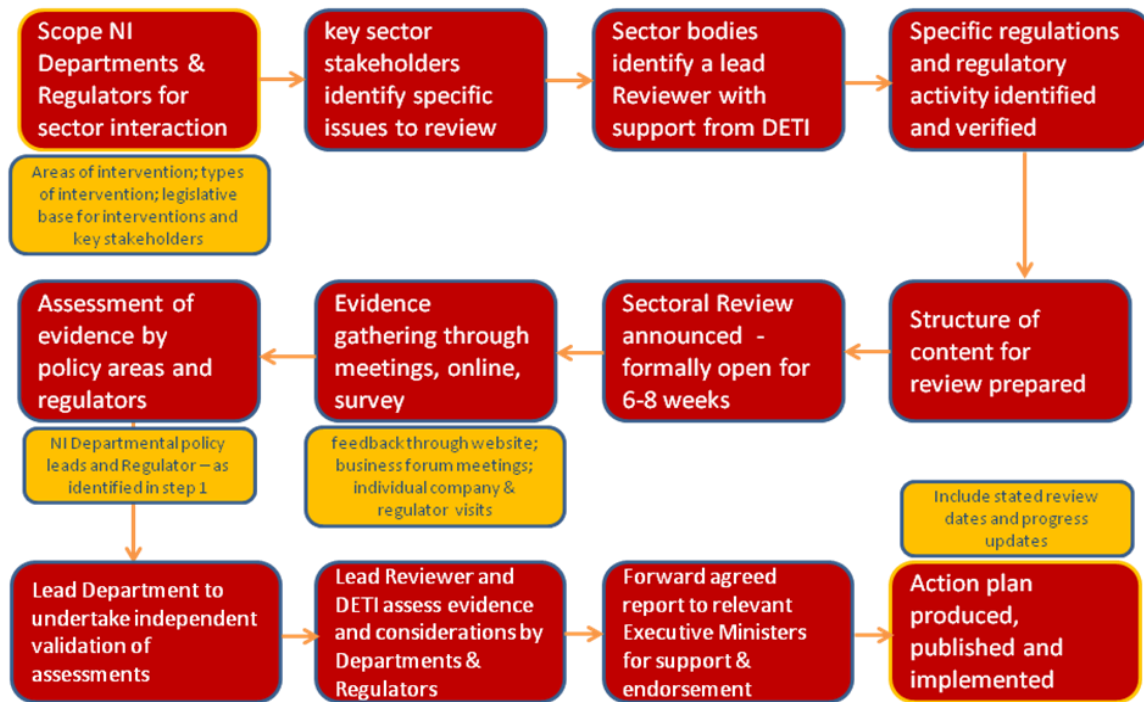 Scope NI
Departments &
Regulators for
sector interaction
Areas of intervention; types
of intervention; legislative
base for interventions and
key stakeholders
key sector
stakeholders
identify specific
issues to review
Sector bodies
identify a lead
Reviewer with
support from DETI
Specific regulations
and regulatory
activity identified
and verified
Structure of
content for
review prepared
Sectoral Review
announced -
formally open for
6-8 weeks
Evidence
gathering through
meetings, online,
survey
feedback through website;
business forum meetings;
individual company &
regulator visits
Assessment of
evidence by
policy areas and
regulators
NI Departmental policy
leads and Regulator – as
identified in step 1
Lead Department to
undertake independent
validation of
assessments
Lead Reviewer and
DETI assess evidence
and considerations by
Departments &
Regulators
Forward agreed
report to relevant
Executive Ministers
for support &
endorsement
Include stated review
dates and progress
updates
Action plan
produced,
published and
implemented